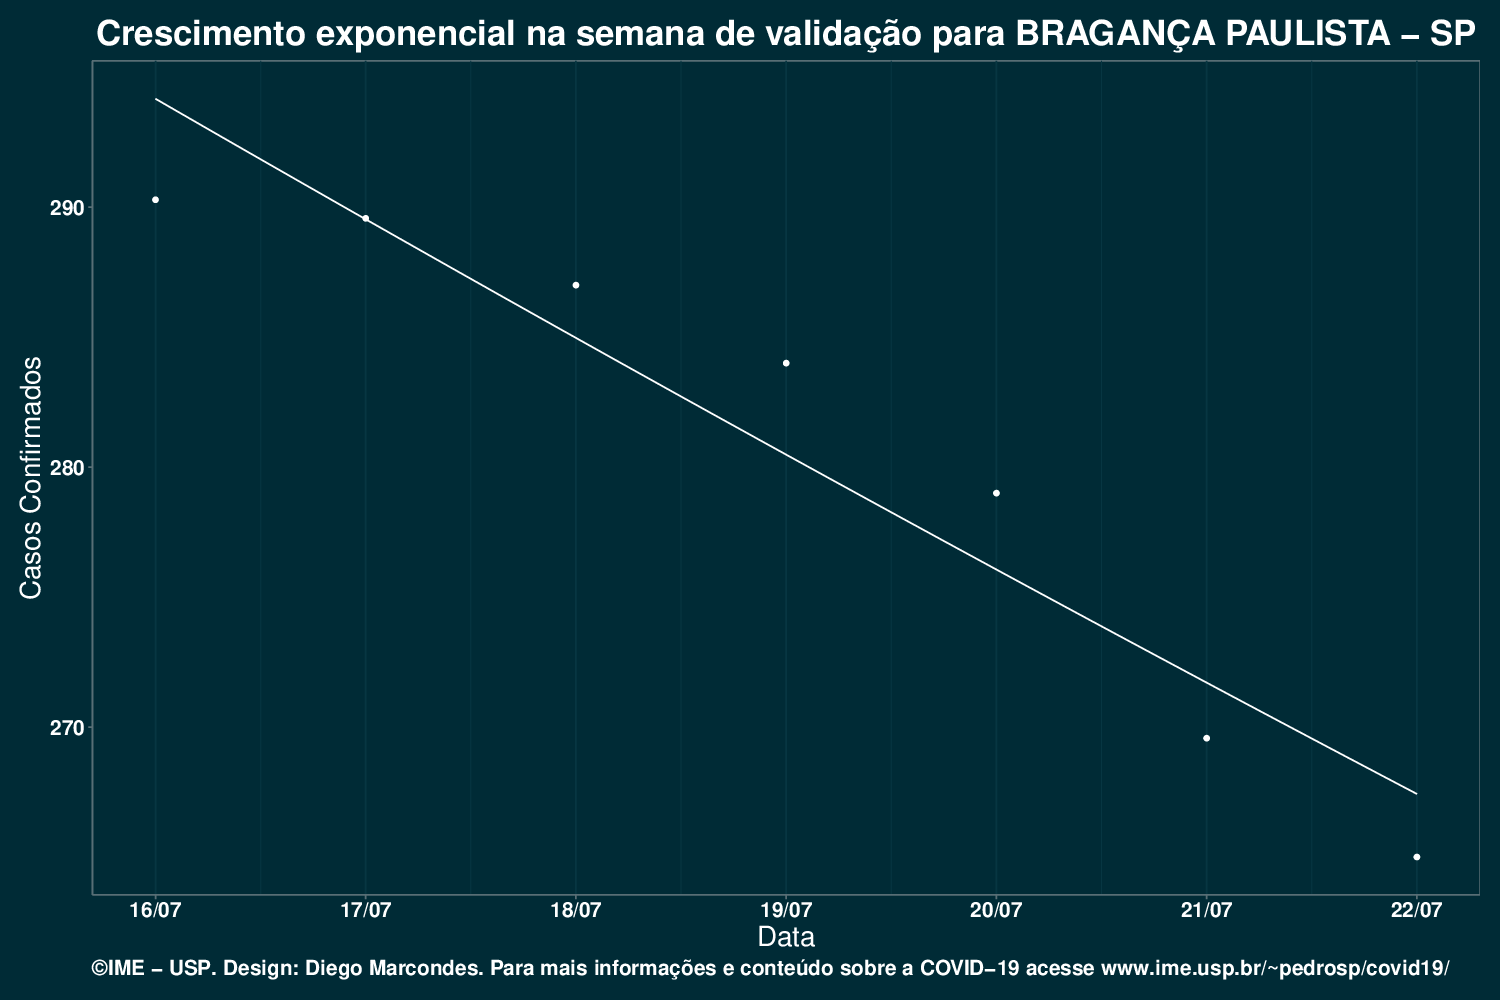 Crescimento exponencial na semana de validação para BRAGANÇA PAULISTA – SP
Casos Confirmados
290
280
270
16/07 17/07 18/07 19/07 20/07 21/07 22/07
Data
©IME – USP. Design: Diego Marcondes. Para mais informações e conteúdo sobre a COVID–19 acesse www.ime.usp.br/~pedrosp/covid19/